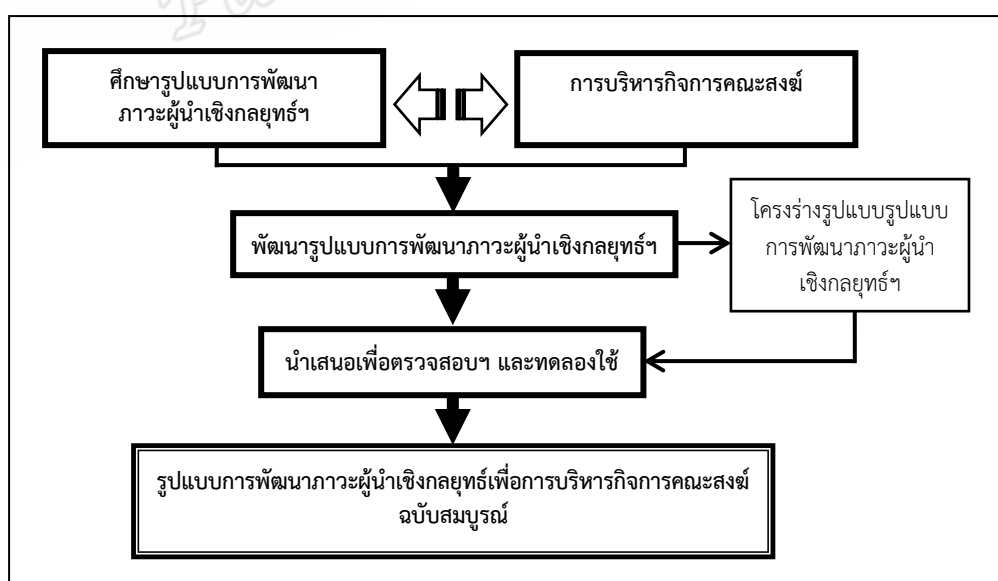 ศึกษารูปแบบการพัฒนา
ภาวะผู้นำเชิงกลยุทธ์ฯ
การบริหารกิจการคณะสงฆ์
พัฒนารูปแบบการพัฒนาภาวะผู้นำเชิงกลยุทธ์ฯ
โครงร่างรูปแบบรูปแบบ
การพัฒนาภาวะผู้นำ
เชิงกลยุทธ์ฯ
นำเสนอเพื่อตรวจสอบฯ และทดลองใช้
รูปแบบการพัฒนาภาวะผู้นำเชิงกลยุทธ์เพื่อการบริหารกิจการคณะสงฆ์
ฉบับสมบูรณ์